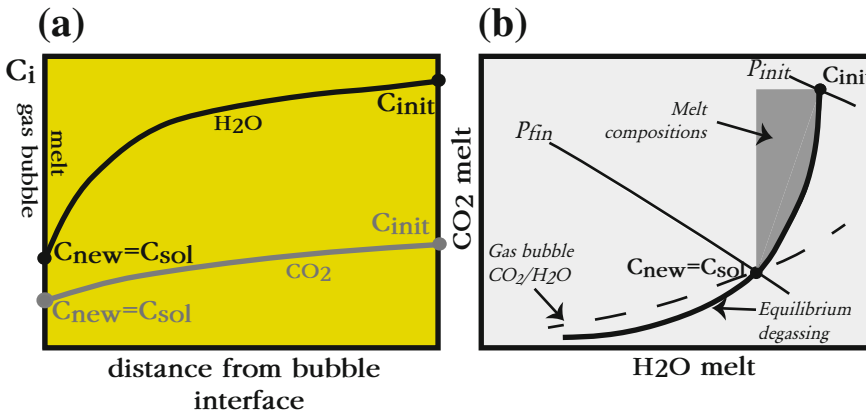 (a)
Ci
gas bubble
melt
H2O
Cinit
Cinit
Cnew=Csol
CO2
Cnew=Csol
distance from bubble
interface
(b)
CO2 melt
Pinit
Cinit
Melt
compositions
Pfin
Gas bubble
CO2/H2O
Cnew=Csol
Equilibrium
degassing
H2O melt